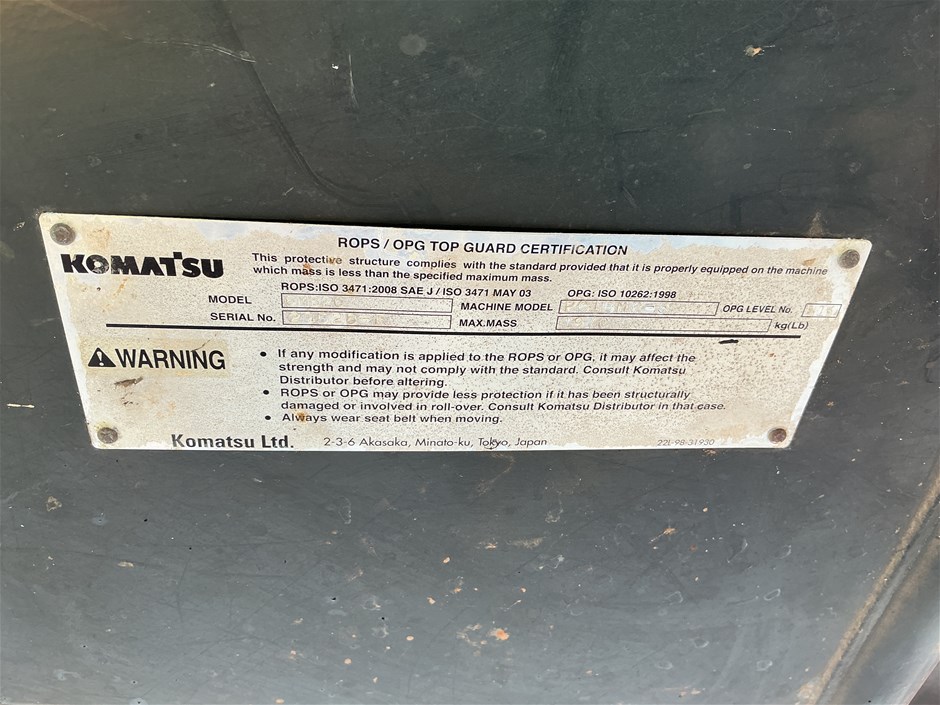 ROPS / OPG TOP GUARD CERTIFICATION
KOMATSU
This protective structure complies with the standard provided that it is properly equipped on the machine
which mass is less than the specified maximum mass.
ROPS:ISO 3471:2008 SAE J / ISO 3471 MAY 03 OPG: ISO 10262:1998
MODEL MACHINE MODEL OPG LEVEL No.
SERIAL No. MAX.MASS kg(Lb)
WARNING
• If any modification is applied to the ROPS or OPG, it may affect the
strength and may not comply with the standard. Consult Komatsu
Distributor before altering.
• ROPS or OPG may provide less protection if it has been structurally
damaged or involved in roll-over. Consult Komatsu Distributor in that case.
• Always wear seat belt when moving.
Komatsu Ltd. 2-3-6 Akasaka, Minato-ku, Tokyo, Japan 22L-98-31930